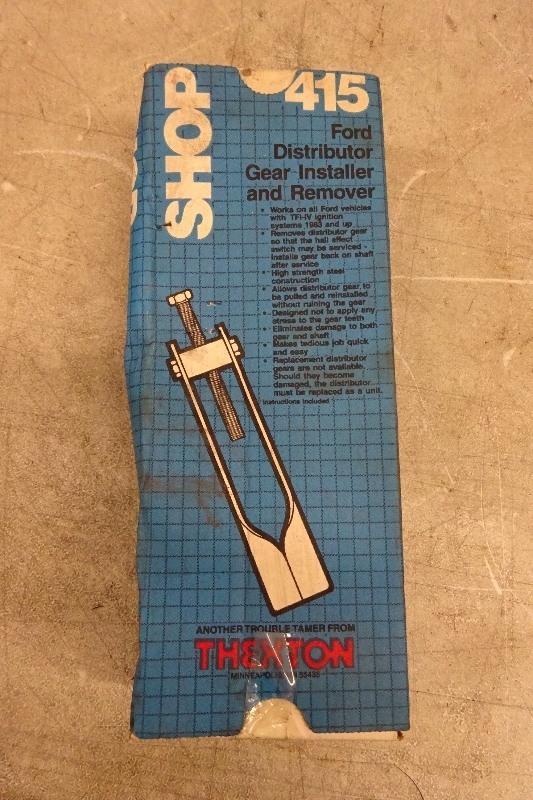 SHOP
415
Ford
Distributor
Gear Installer
and Remover
• Works on all Ford vehicles
with TFI-IV ignition
systems 1983 and up
• Removes distributor gear
so that the hall effect
switch may be serviced -
installs gear back on shaft
after service
• High strength steel
construction
• Allows distributor gear to
be pulled and reinstalled
without ruining the gear
• Designed not to apply any
stress to the gear teeth
• Eliminates damage to both
gear and shaft
• Makes tedious job quick
and easy
• Replacement distributor
gears are not available.
Should they become
damaged, the distributor
must be replaced as a unit.
Instructions included
ANOTHER TROUBLE TAMER FROM
THEXTON
MINNEAPOLIS 55435